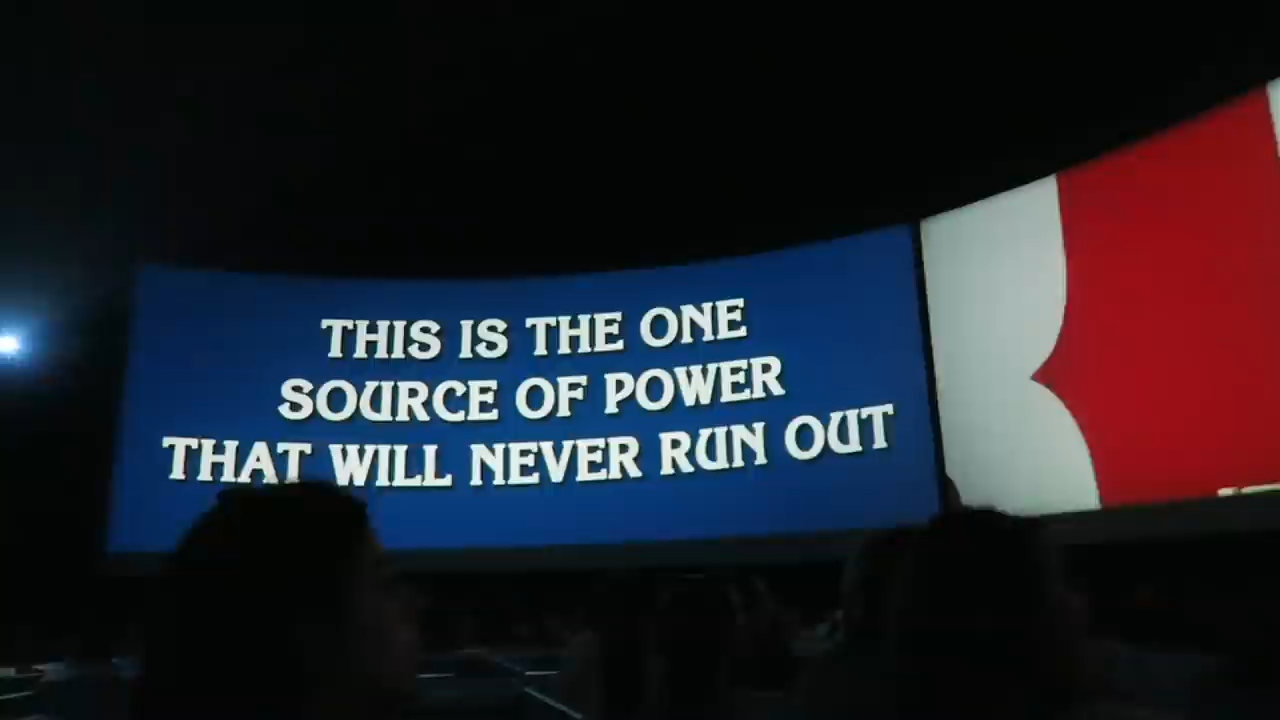 THIS IS THE ONE
SOURCE OF POWER
THAT WILL NEVER RUN OUT